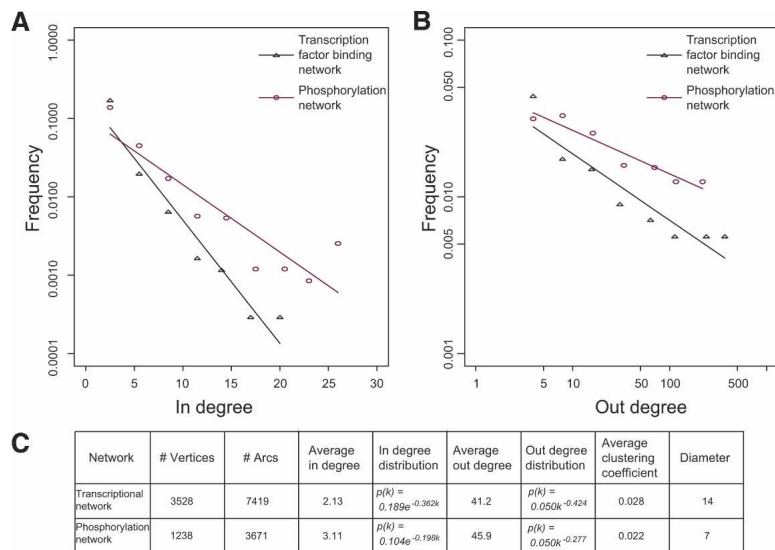 A
1.0000
0.1000
0.0100
0.0010
0.0001
Frequency
0 5 10 15 20 25 30
In degree
Transcription
factor binding
network
Phosphorylation
network
B
0.100
0.050
0.010
0.005
0.001
Frequency
1 5 10 50 100 500
Out degree
Transcription
factor binding
network
Phosphorylation
network
C
Network # Vertices # Arcs Average in degree In degree distribution Average out degree Out degree distribution Average clustering coefficient Diameter
Transcriptional network 3528 7419 2.13 p(k) = 0.189e^-0.362k 41.2 p(k) = 0.050k^-0.424 0.028 14
Phosphorylation network 1238 3671 3.11 p(k) = 0.104e^-0.198k 45.9 p(k) = 0.050k^-0.277 0.022 7